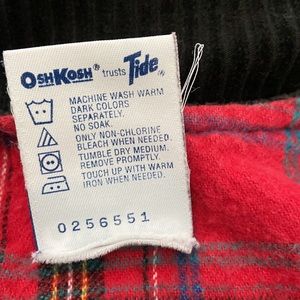 OSHKOSH® trusts Tide®
MACHINE WASH WARM
DARK COLORS
SEPARATELY.
NO SOAK.
ONLY NON-CHLORINE
BLEACH WHEN NEEDED.
TUMBLE DRY MEDIUM.
REMOVE PROMPTLY.
TOUCH UP WITH WARM
IRON WHEN NEEDED.
0256551